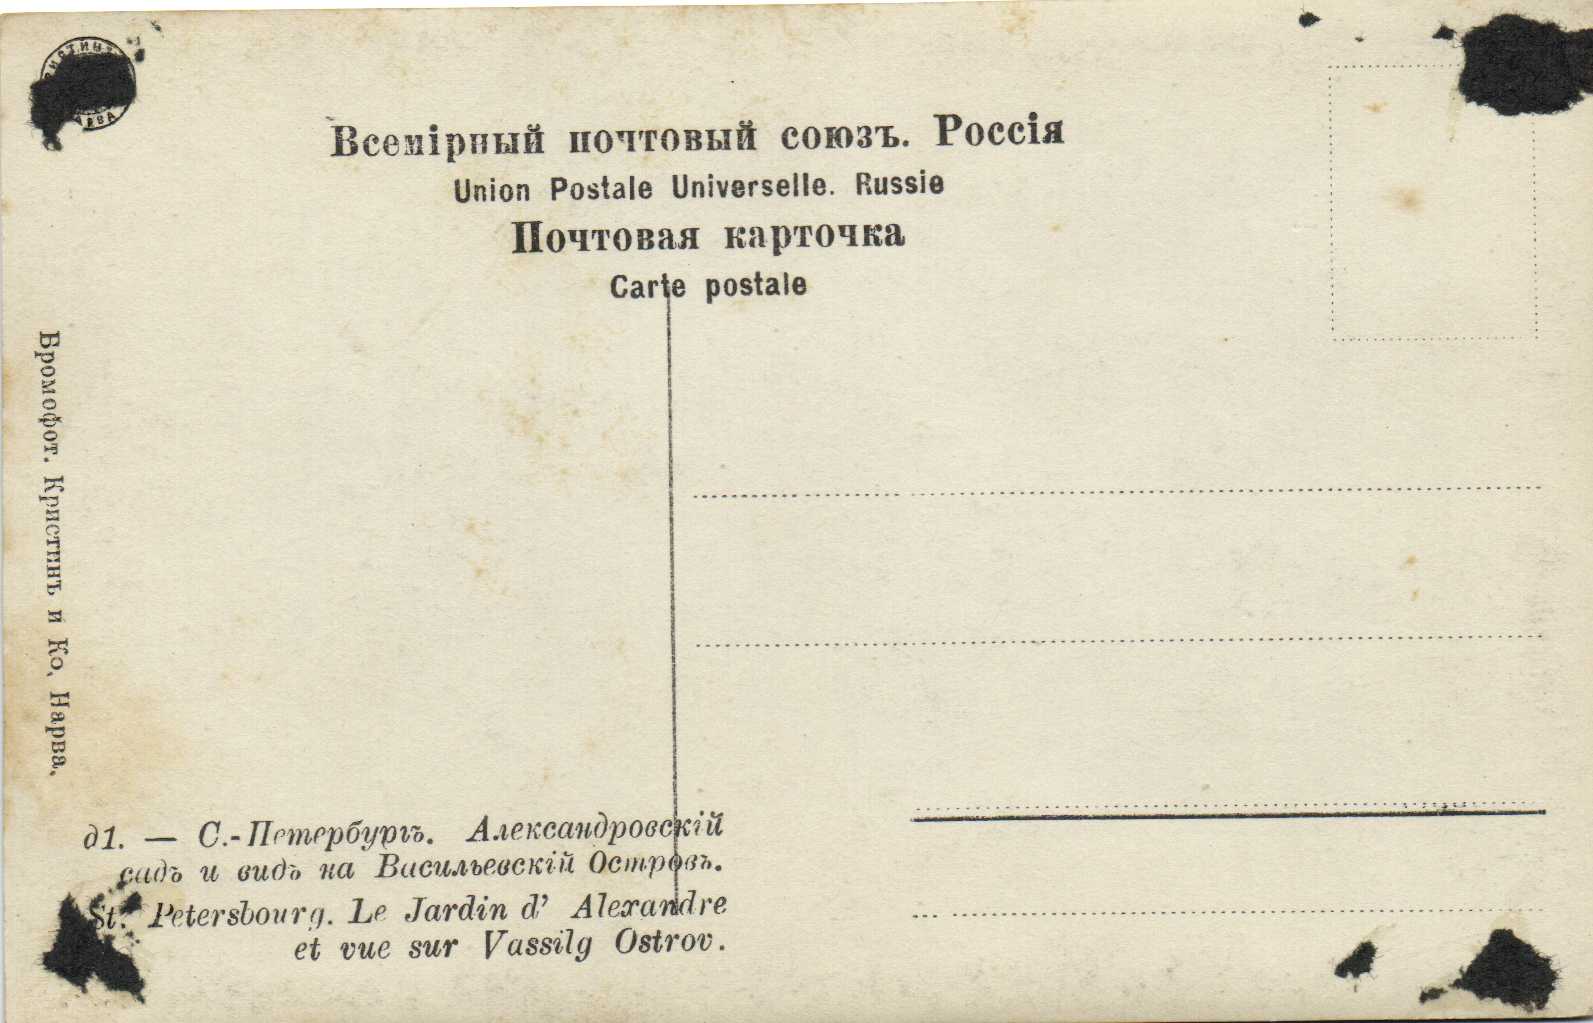 Всемірный почтовый союзъ. Россія
Union Postale Universelle. Russie
Почтовая карточка
Carte postale
Бромофот. Кристинъ и Ко, Нарва.
д1. — С.-Петербургъ. Александровскій
садъ и видъ на Васильевскій Островъ.
St. Petersbourg. Le Jardin d' Alexandre
et vue sur Vassilg Ostrov.